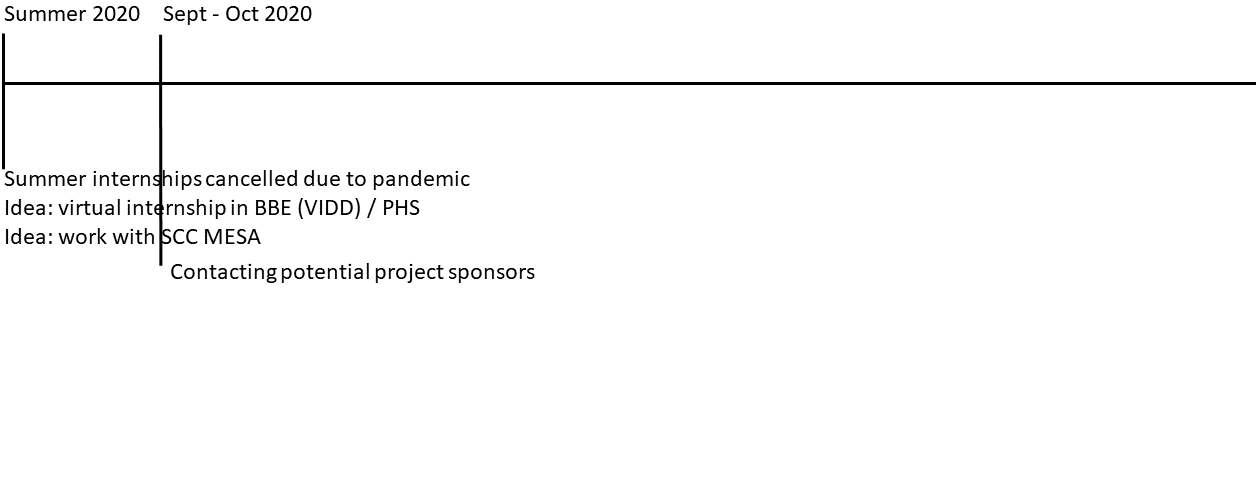 Summer 2020
Sept - Oct 2020
Summer internships cancelled due to pandemic
Idea: virtual internship in BBE (VIDD) / PHS
Idea: work with SCC MESA
Contacting potential project sponsors